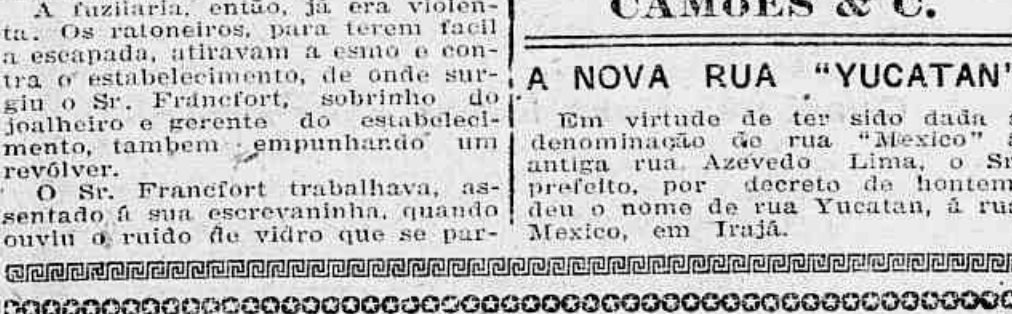 A fuzilaria, então, já era violen-
ta. Os ratoneiros, para terem facil
a escapada, atiravam a esmo e con-
tra o estabelecimento, de onde sur-
giu o Sr. Francfort, sobrinho do
joalheiro e gerente do estabeleci-
mento, tambem empunhando um
revólver.
O Sr. Francfort trabalhava, as-
sentado á sua escrevaninha, quando
ouviu o ruido de vidro que se par-
CAMÕES & C.
A NOVA RUA "YUCATAN"
Em virtude de ter sido dada a
denominação de rua "Mexico" á
antiga rua Azevedo Lima, o Sr.
prefeito, por decreto de hontem
deu o nome de rua Yucatan, á rua
Mexico, em Irajá.